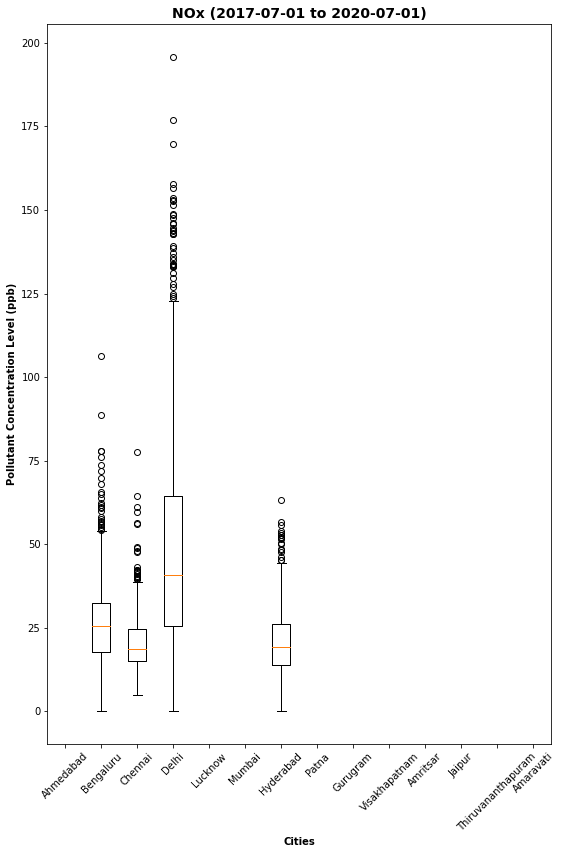 NOx (2017-07-01 to 2020-07-01)
200
175
150
125
100
75
50
25
0
Pollutant Concentration Level (ppb)
Ahmedabad
Bengaluru
Chennai
Delhi
Lucknow
Mumbai
Hyderabad
Patna
Gurugram
Visakhapatnam
Amritsar
Jaipur
Thiruvananthapuram
Amaravati
Cities